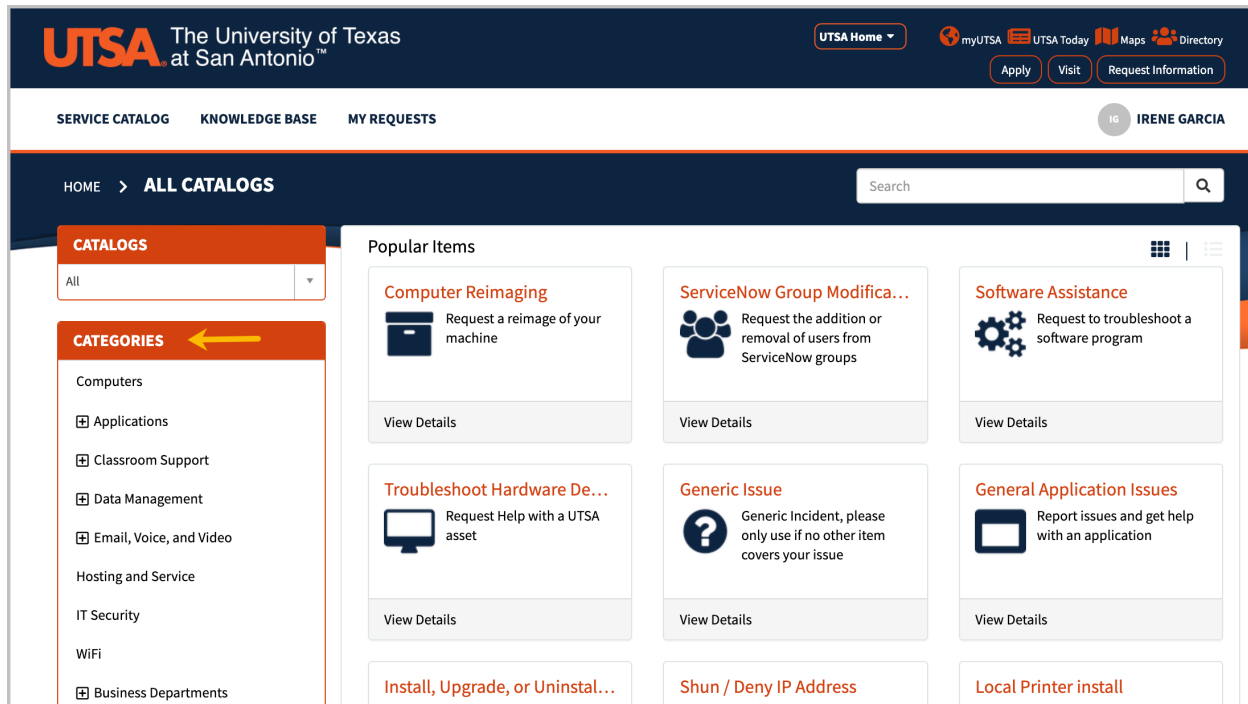 UTSA. The University of Texas
at San Antonio™
UTSA Home
myUTSA UTSA Today Maps Directory
Apply Visit Request Information
SERVICE CATALOG KNOWLEDGE BASE MY REQUESTS
IG IRENE GARCIA
HOME > ALL CATALOGS
Search
CATALOGS
All
CATEGORIES
Computers
Applications
Classroom Support
Data Management
Email, Voice, and Video
Hosting and Service
IT Security
WiFi
Business Departments
Popular Items
Computer Reimaging
Request a reimage of your
machine
View Details
ServiceNow Group Modifica...
Request the addition or
removal of users from
ServiceNow groups
View Details
Software Assistance
Request to troubleshoot a
software program
View Details
Troubleshoot Hardware De...
Request Help with a UTSA
asset
View Details
Generic Issue
Generic Incident, please
only use if no other item
covers your issue
View Details
General Application Issues
Report issues and get help
with an application
View Details
Install, Upgrade, or Uninstal...
Shun / Deny IP Address
Local Printer install